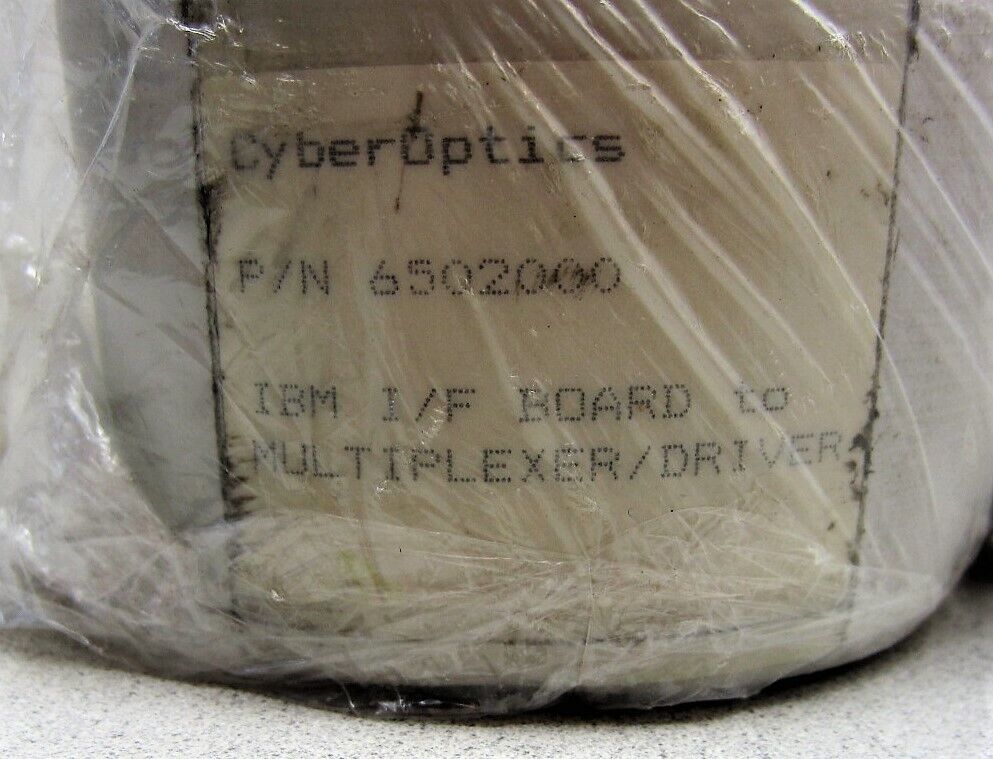 CyberOptics
P/N 6502000
IBM I/F BOARD to
MULTIPLEXER/DRIVER